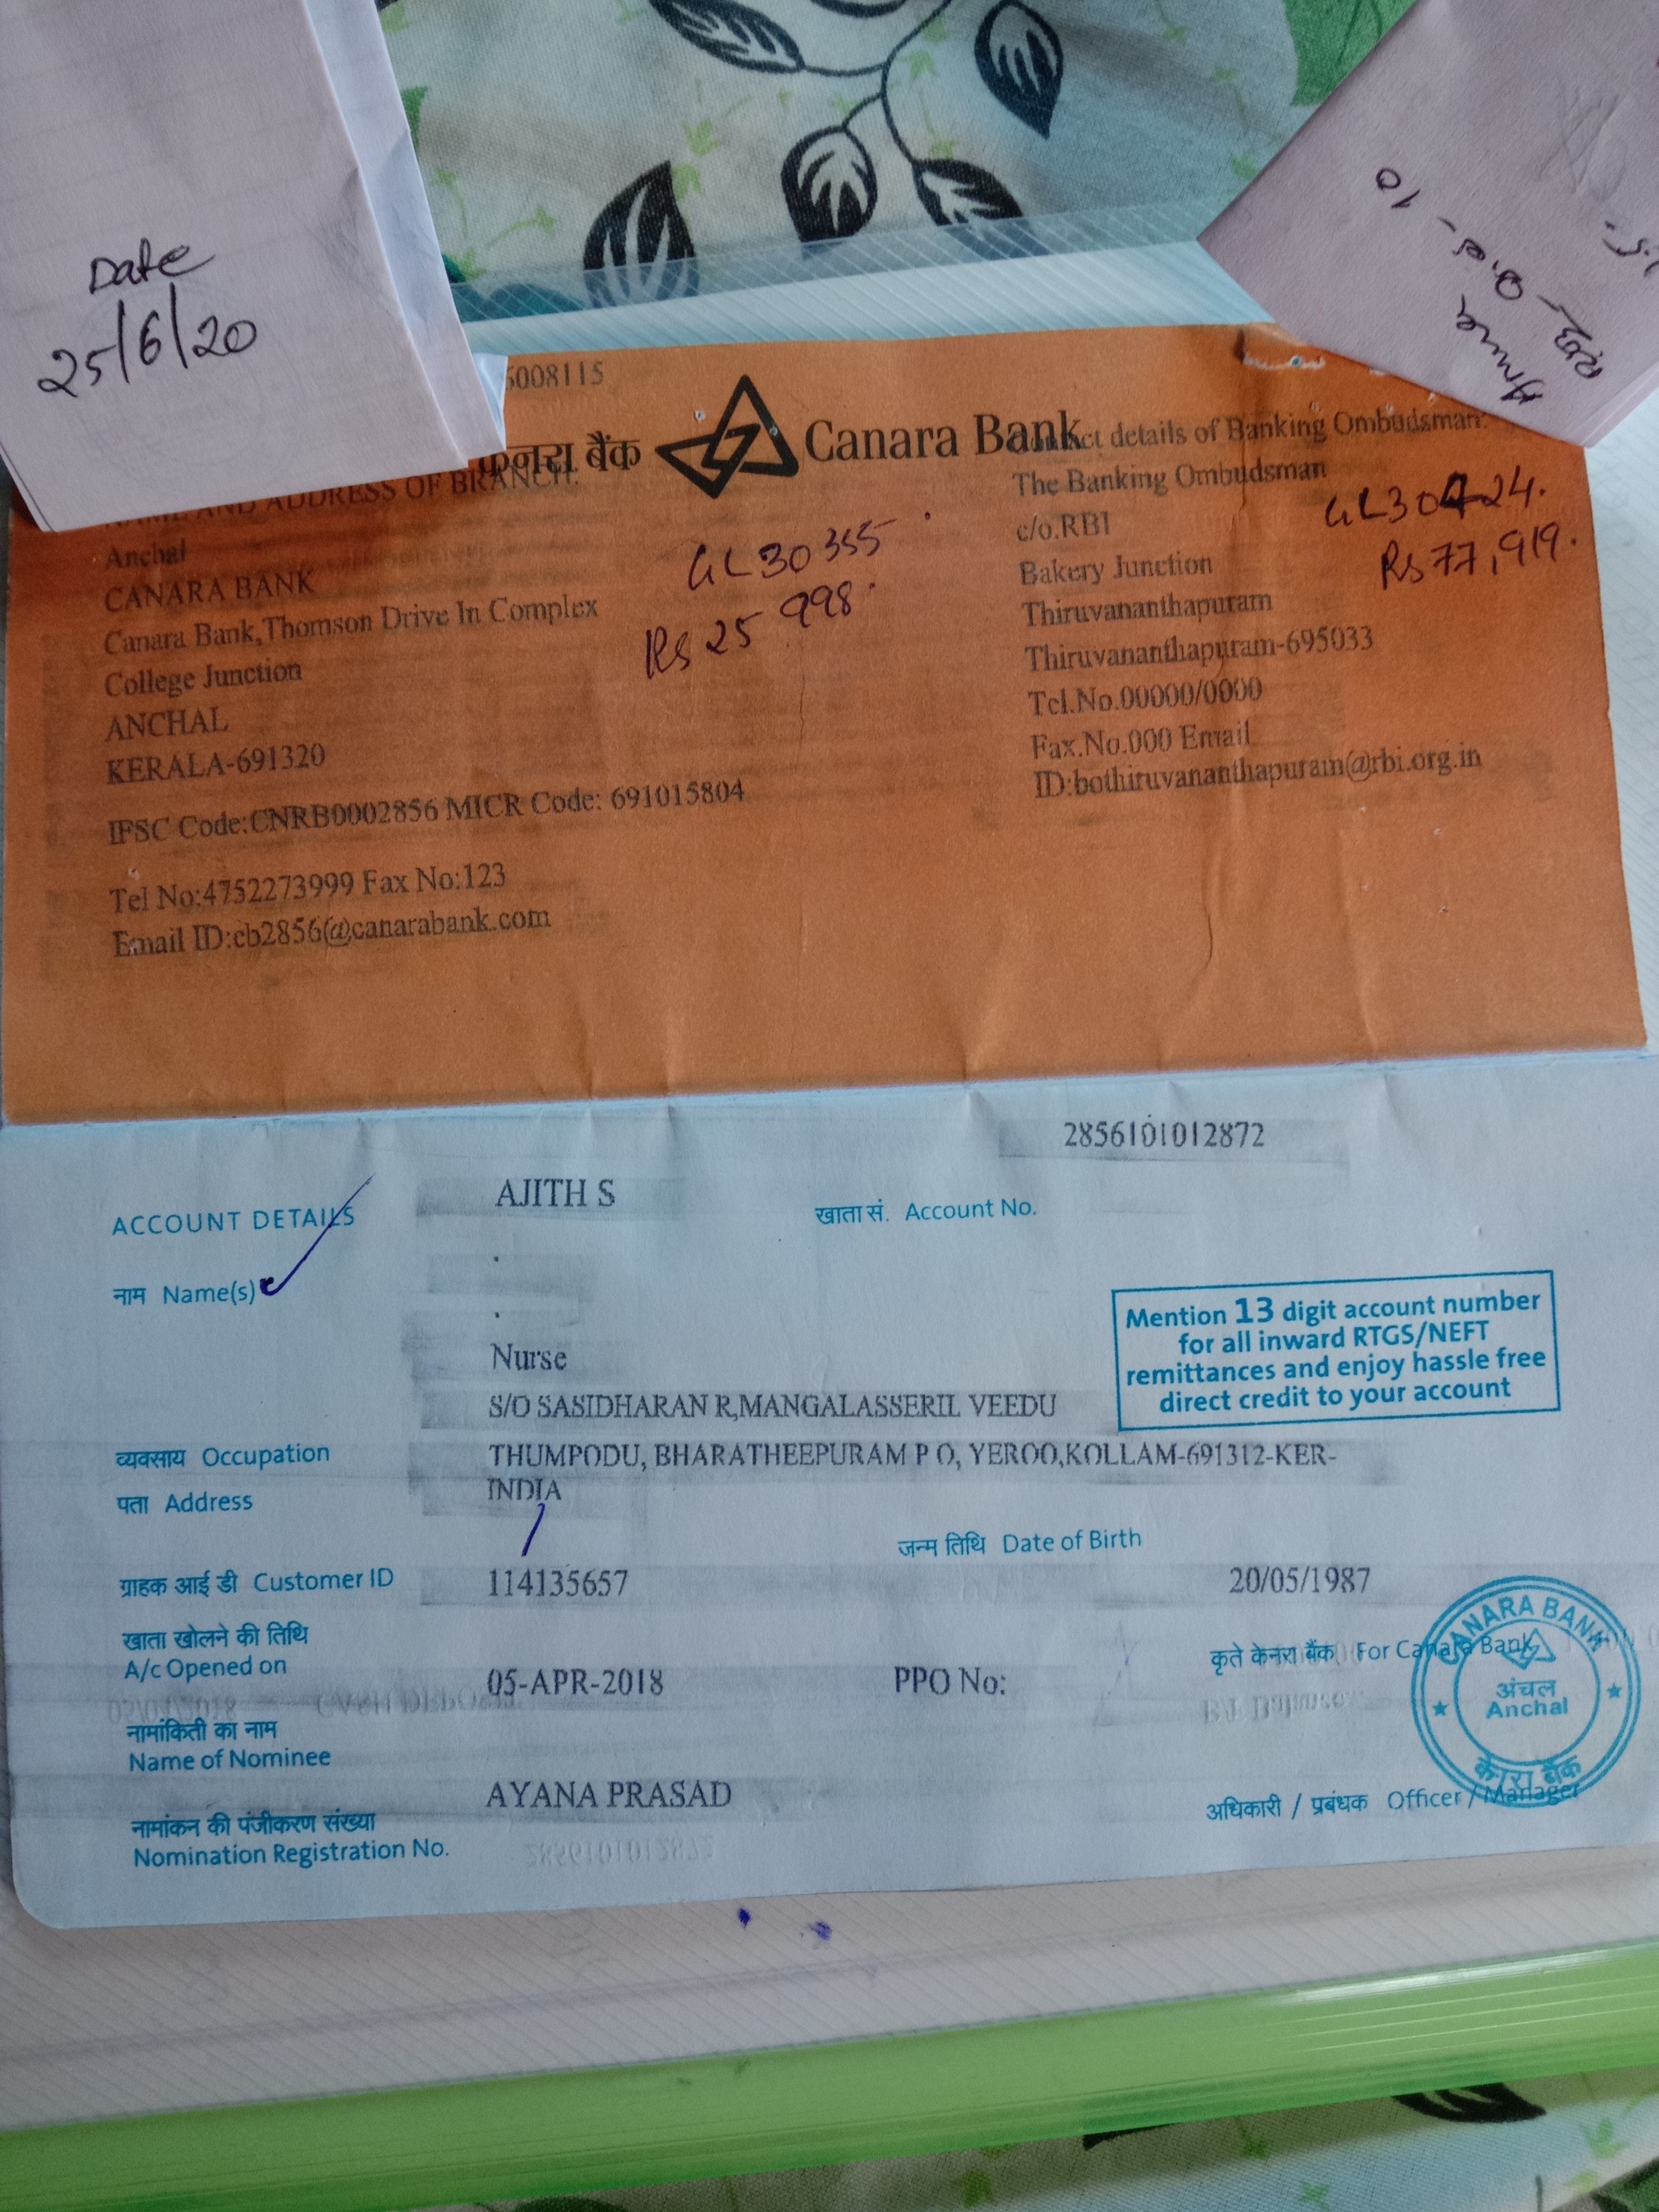 Date
25/6/20
10
5008115
केनरा बैंक Canara Bank
NAME AND ADDRESS OF BRANCH:
Anchal
CANARA BANK
Canara Bank,Thomson Drive In Complex
College Junction
ANCHAL
KERALA-691320
IFSC Code:CNRB0002856 MICR Code: 691015804
Tel No:4752273999 Fax No:123
Email ID:cb2856@canarabank.com
GL30355
Rs 25 998.
details of Banking Ombudsman:
The Banking Ombudsman
c/o.RBI
Bakery Junction
Thiruvananthapuram
Thiruvananthapuram-695033
Tel.No.00000/0000
Fax.No.000 Email
ID:bothiruvananthapuram@rbi.org.in
Rs 77,919.
2856101012872
ACCOUNT DETAILS
AJITH S
खाता सं. Account No.
नाम Name(s)
Mention 13 digit account number
for all inward RTGS/NEFT
remittances and enjoy hassle free
direct credit to your account
Nurse
S/O SASIDHARAN R,MANGALASSERIL VEEDU
व्यवसाय Occupation
THUMPODU, BHARATHEEPURAM P O, YEROO,KOLLAM-691312-KER-
पता Address
INDIA
जन्म तिथि Date of Birth
ग्राहक आई डी Customer ID
114135657
20/05/1987
खाता खोलने की तिथि
A/c Opened on
05-APR-2018
PPO No:
कृते केनरा बैंक For Canara Bank
CANARA BANK
अंचल
Anchal
केनरा बैंक
नामांकिती का नाम
Name of Nominee
AYANA PRASAD
अधिकारी / प्रबंधक Officer / Manager
नामांकन की पंजीकरण संख्या
Nomination Registration No.